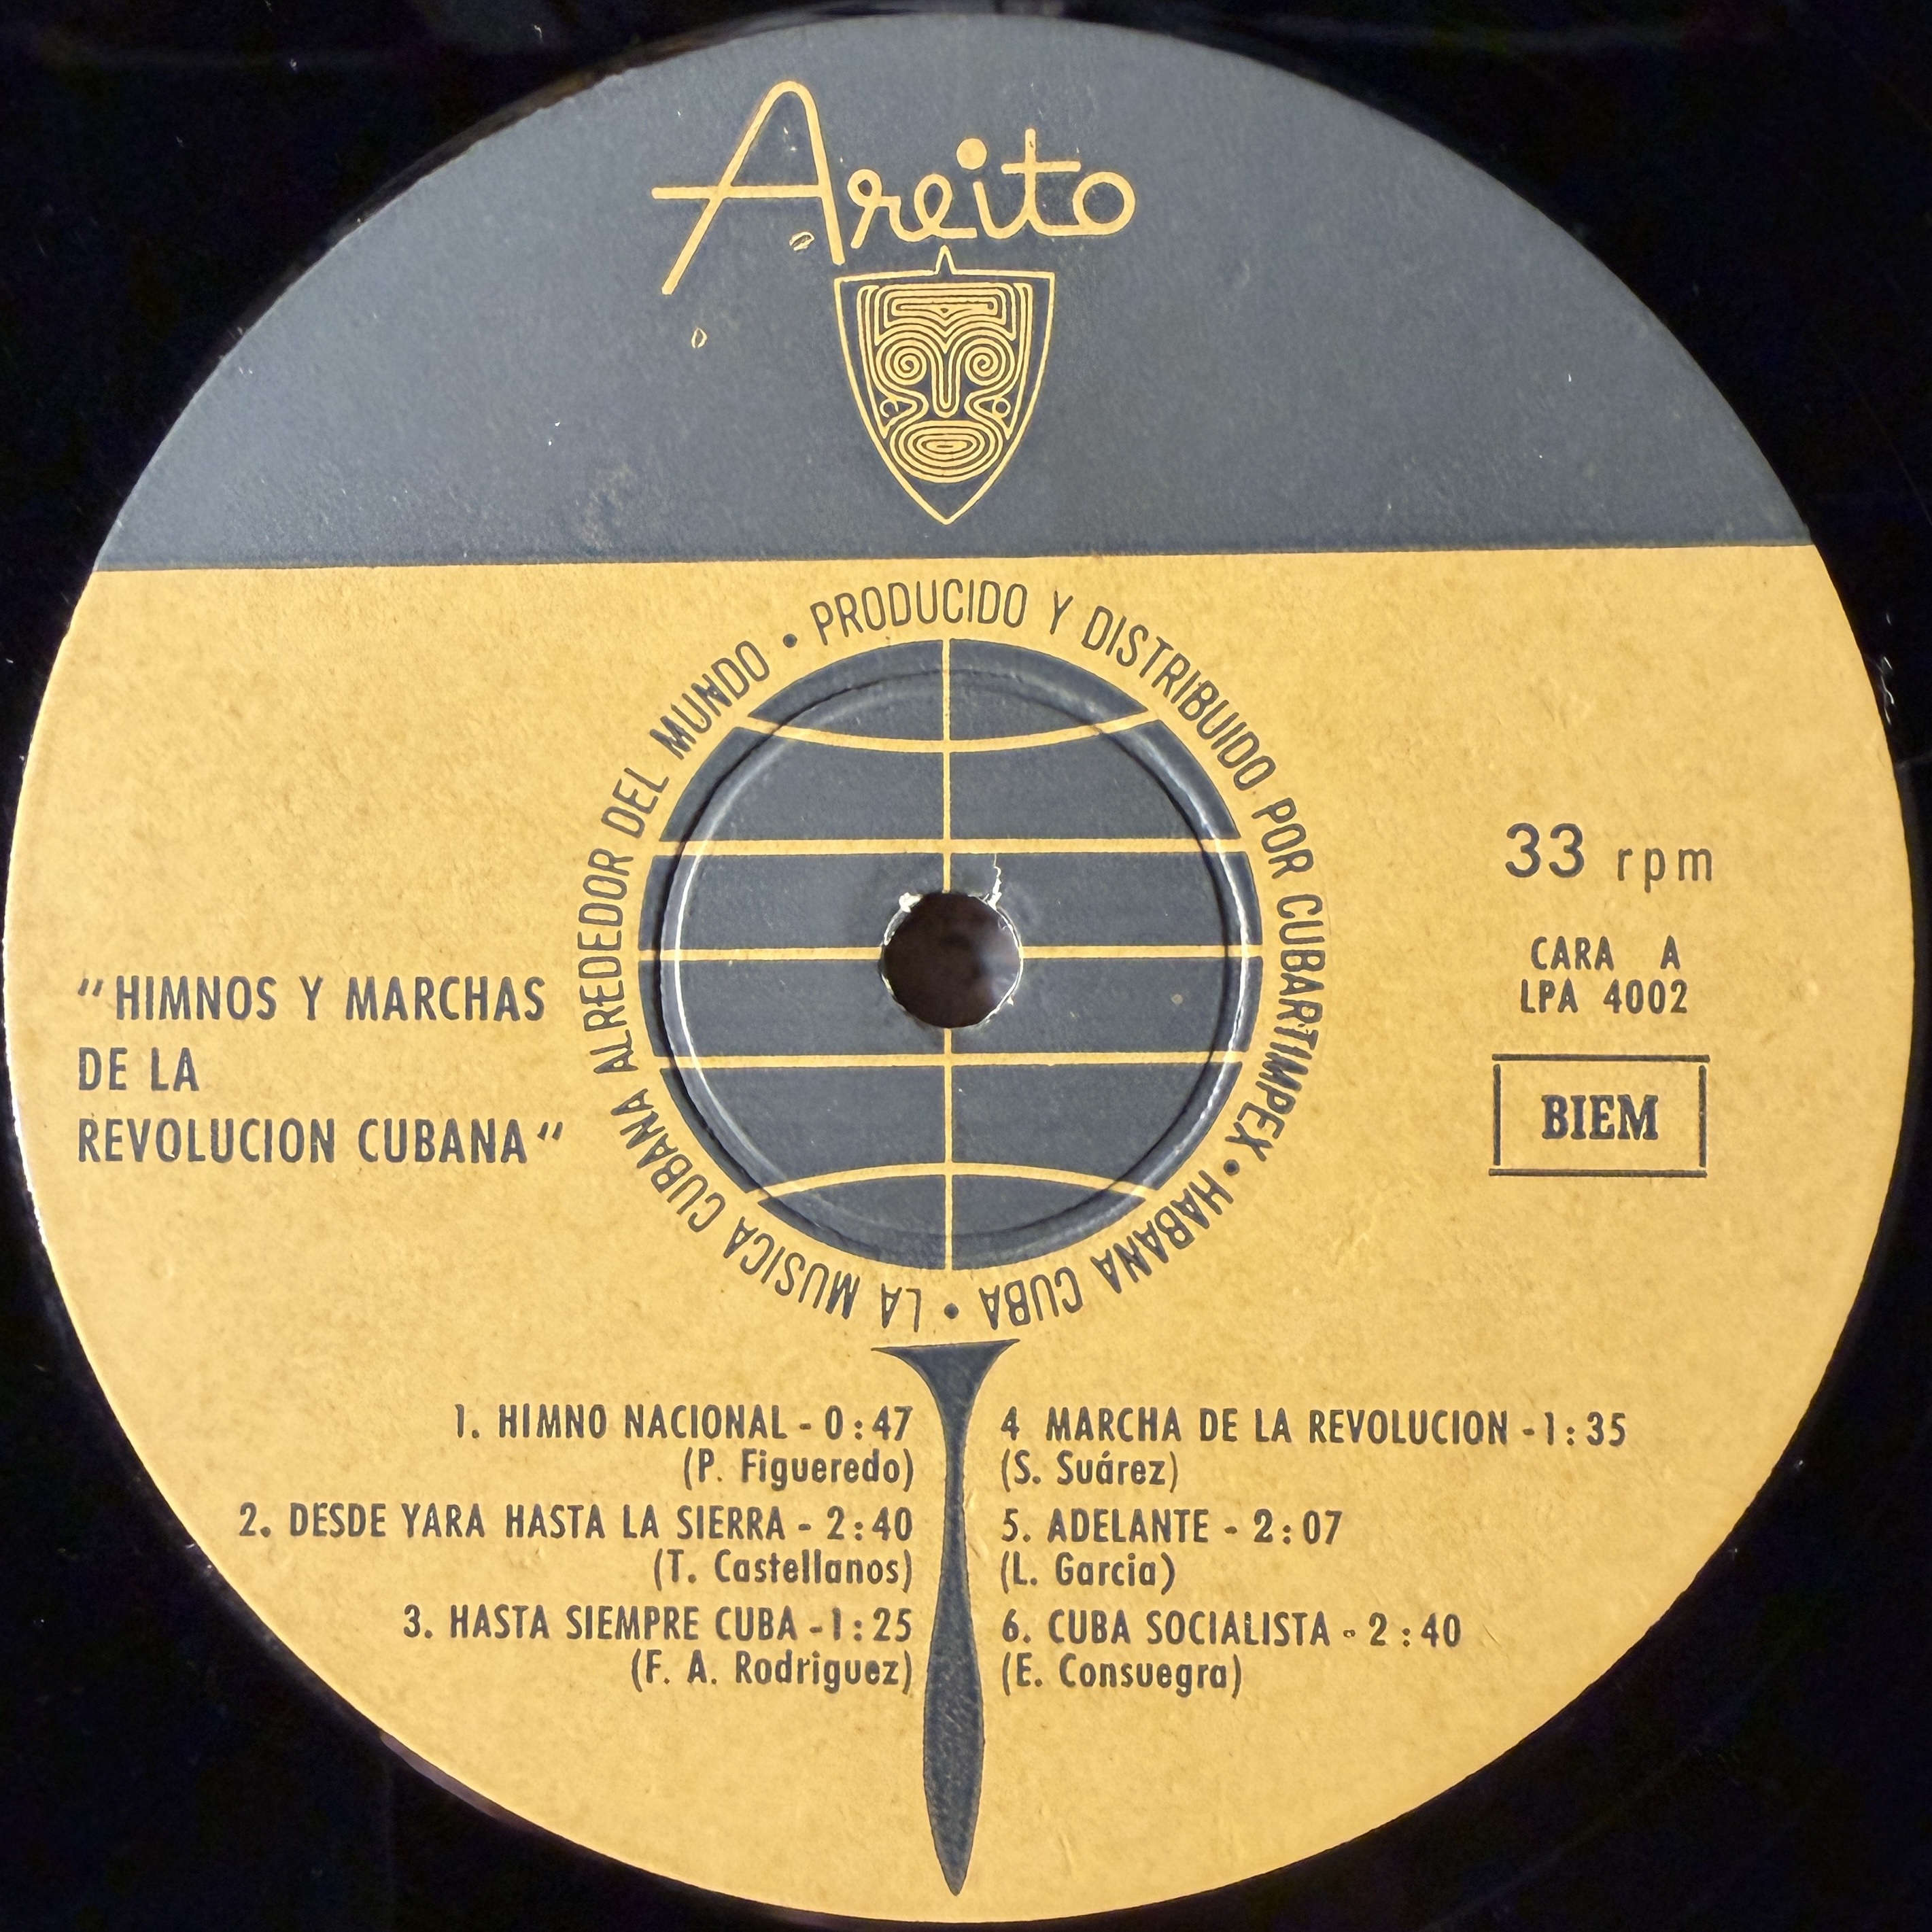 Areito
PRODUCIDO Y DISTRIBUIDO POR CUBARTIMPEX • HABANA CUBA • LA MUSICA CUBANA ALREDEDOR DEL MUNDO •
"HIMNOS Y MARCHAS
DE LA
REVOLUCION CUBANA"
33 rpm
CARA A
LPA 4002
BIEM
1. HIMNO NACIONAL - 0:47
(P. Figueredo)
2. DESDE YARA HASTA LA SIERRA - 2:40
(T. Castellanos)
3. HASTA SIEMPRE CUBA - 1:25
(F. A. Rodriguez)
4 MARCHA DE LA REVOLUCION - 1:35
(S. Suárez)
5. ADELANTE - 2:07
(L. Garcia)
6. CUBA SOCIALISTA - 2:40
(E. Consuegra)